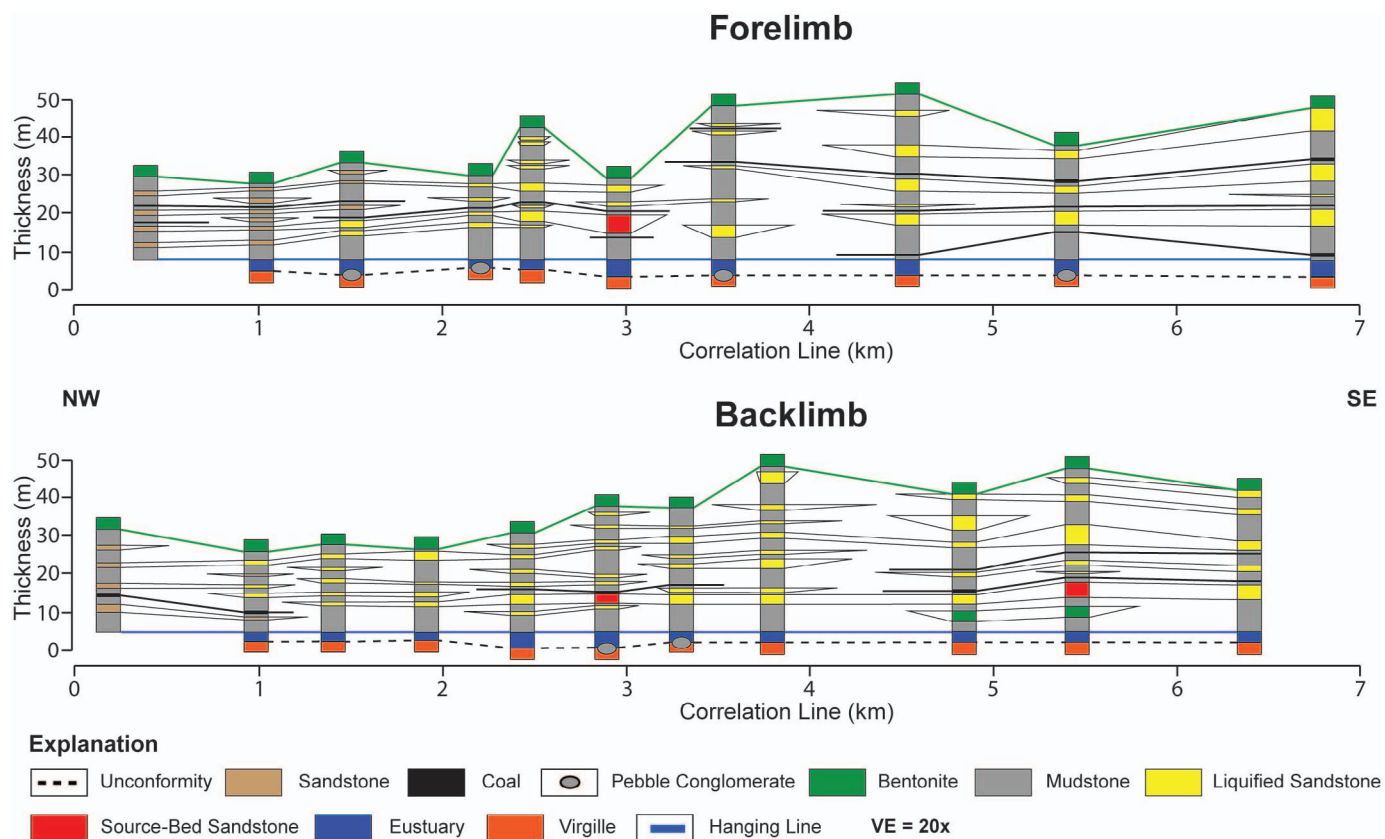 Forelimb
50
40
30
20
10
0
Thickness (m)
0 1 2 3 4 5 6 7
Correlation Line (km)
NW SE
Backlimb
50
40
30
20
10
0
Thickness (m)
0 1 2 3 4 5 6 7
Correlation Line (km)
Explanation
Unconformity Sandstone Coal Pebble Conglomerate Bentonite Mudstone Liquified Sandstone
Source-Bed Sandstone Eustuary Virgille Hanging Line VE = 20x